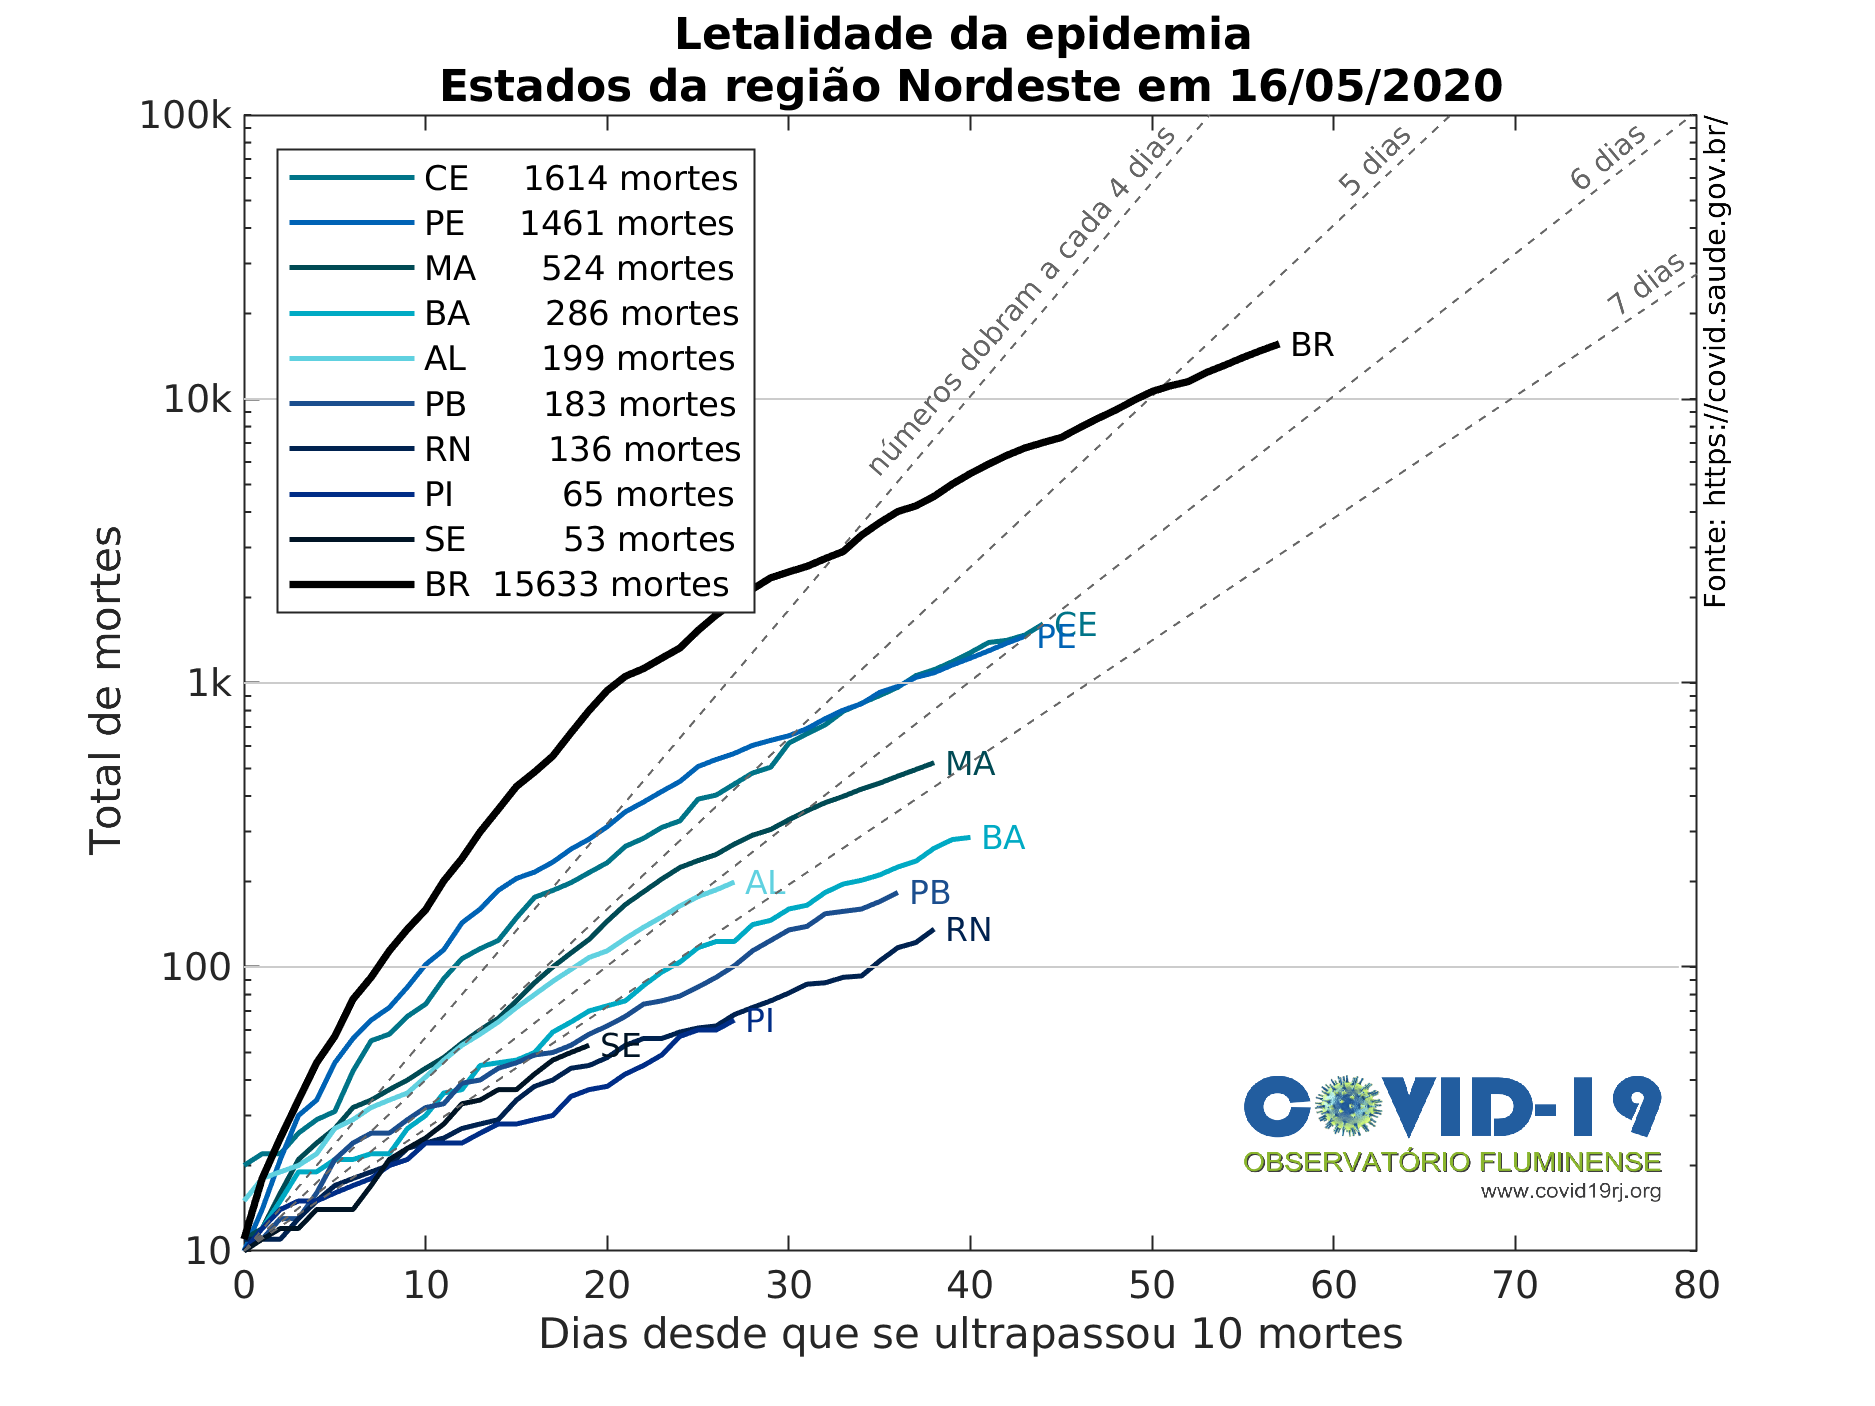 Letalidade da epidemia
Estados da região Nordeste em 16/05/2020
100k
10k
1k
100
10
Total de mortes
CE 1614 mortes
PE 1461 mortes
MA 524 mortes
BA 286 mortes
AL 199 mortes
PB 183 mortes
RN 136 mortes
PI 65 mortes
SE 53 mortes
BR 15633 mortes
números dobram a cada 4 dias
5 dias
6 dias
7 dias
BR
CE
PE
MA
BA
AL
PB
RN
PI
SE
Fonte: https://covid.saude.gov.br/
COVID-19
OBSERVATÓRIO FLUMINENSE
www.covid19rj.org
0 10 20 30 40 50 60 70 80
Dias desde que se ultrapassou 10 mortes